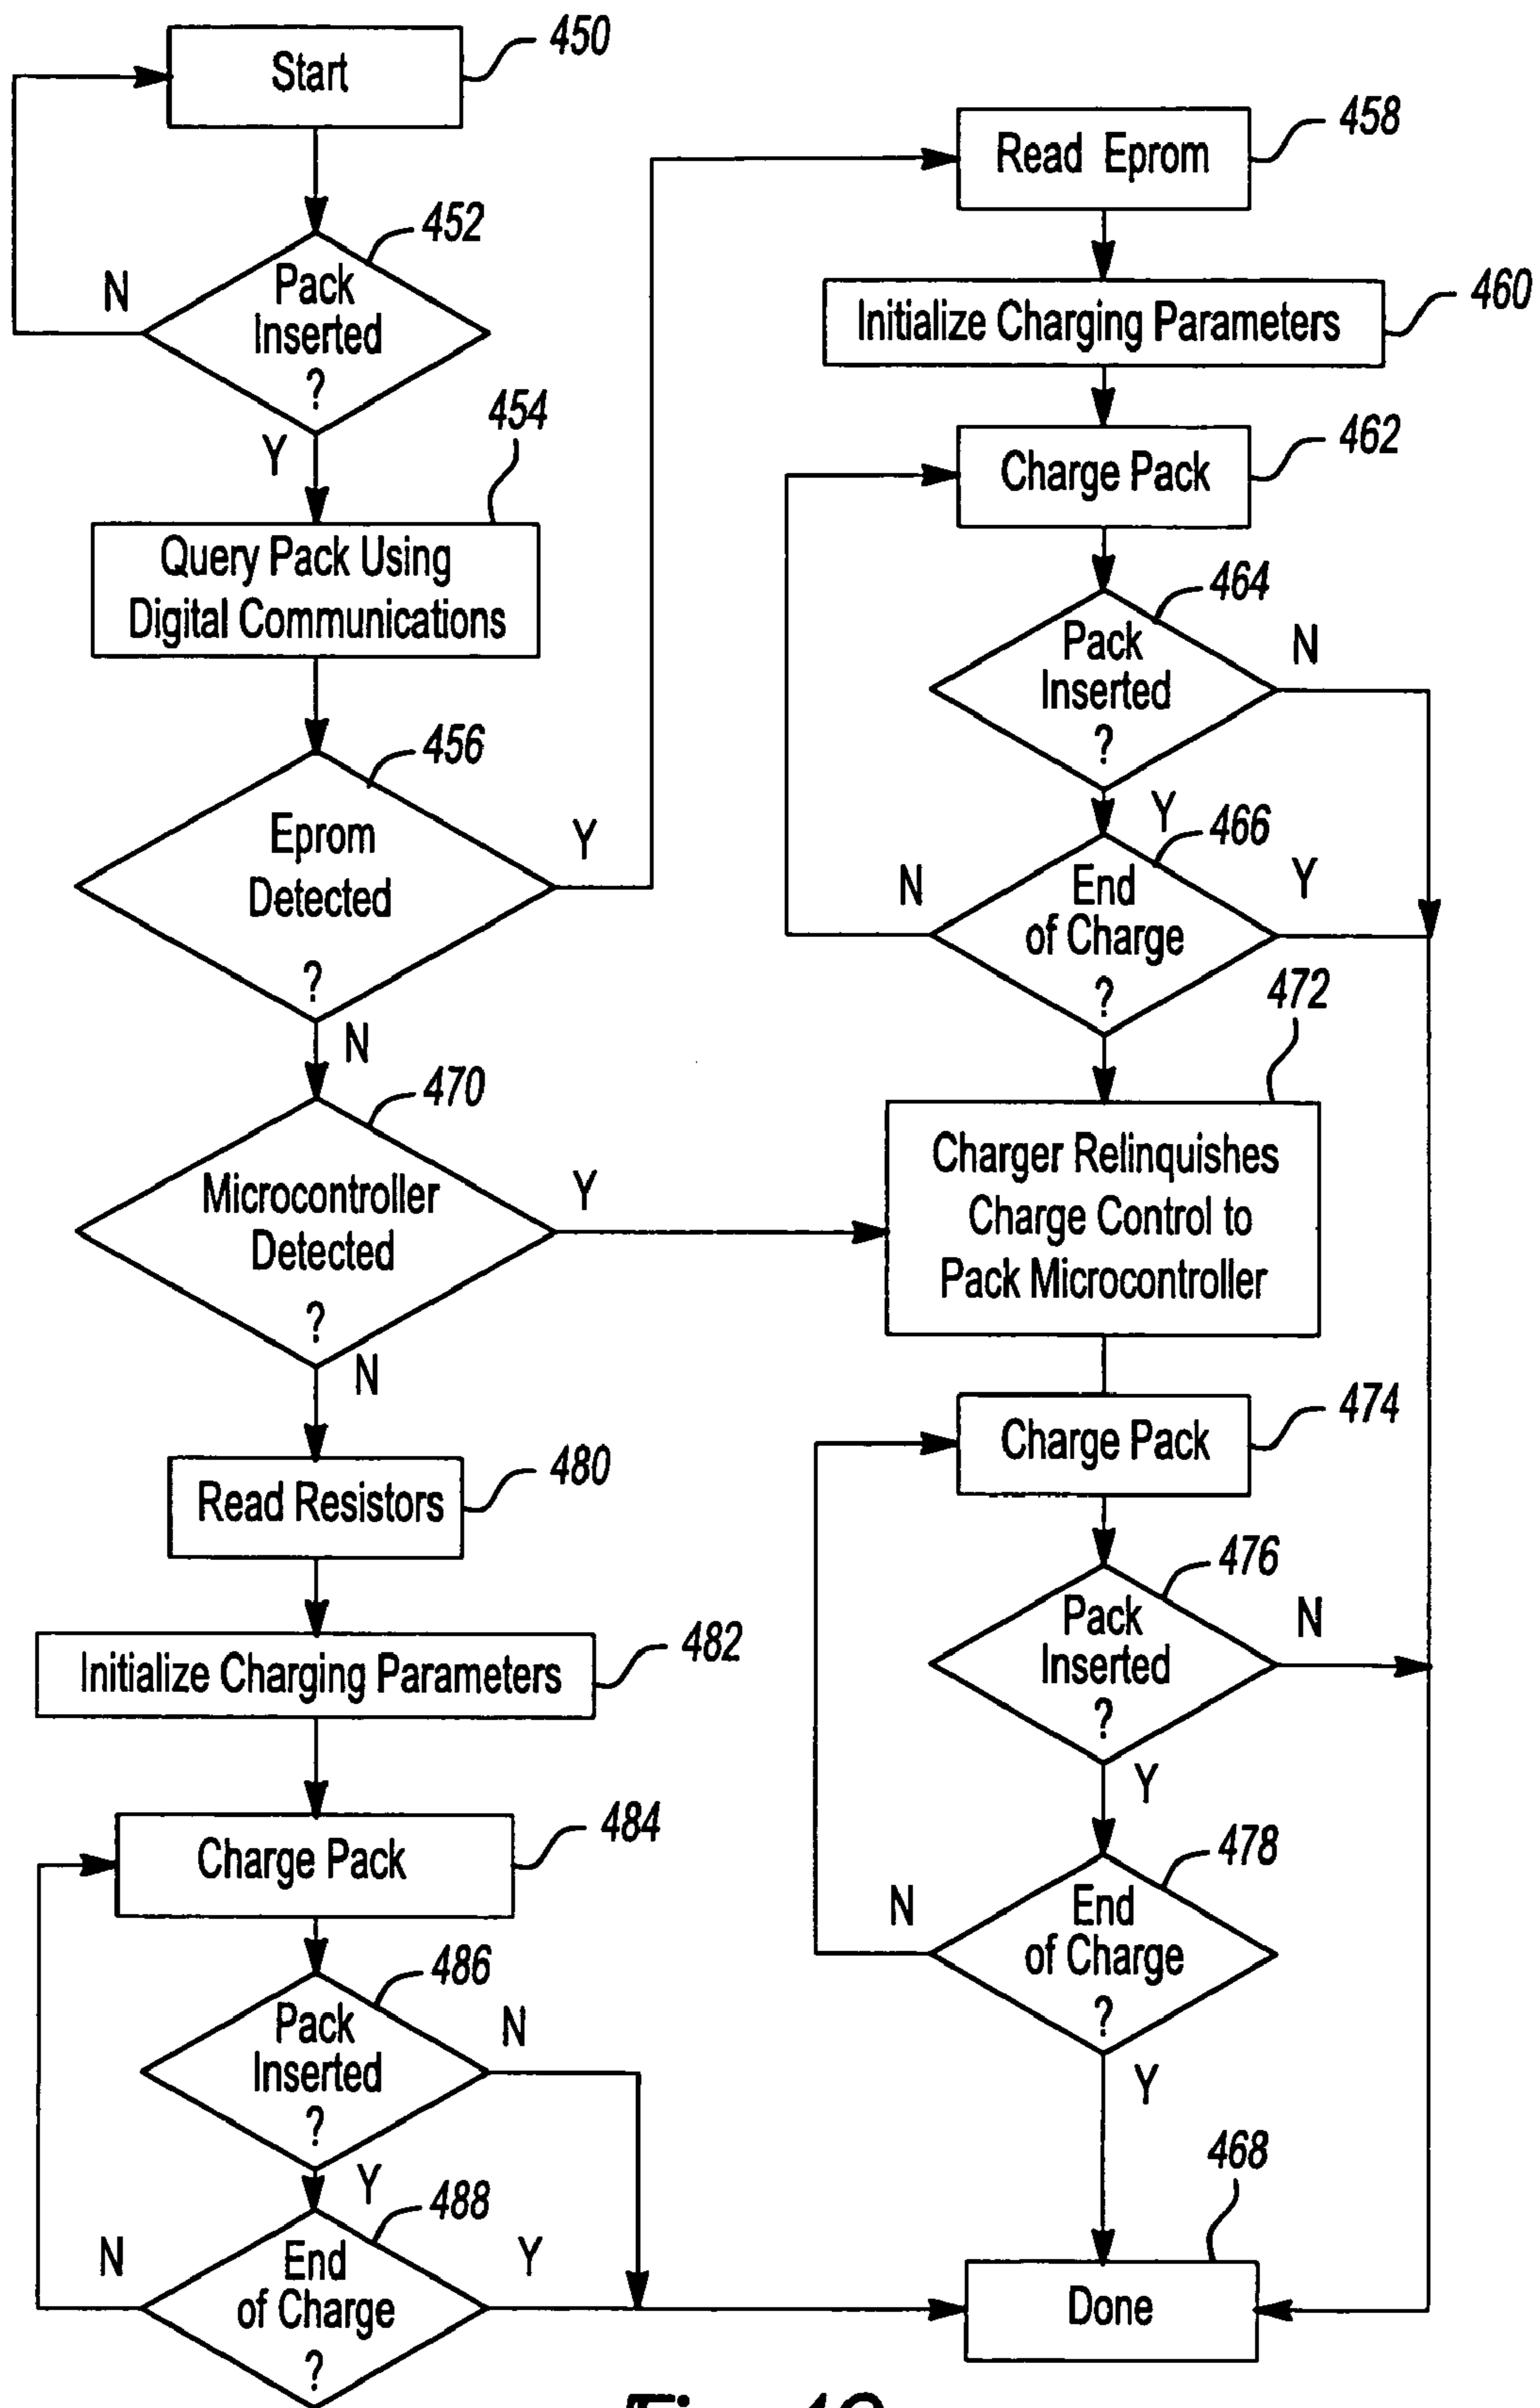 Start
450
N
Pack
Inserted
?
452
Y
454
Query Pack Using
Digital Communications
456
Eprom
Detected
?
Y
N
470
Microcontroller
Detected
?
Y
N
Read Resistors
480
Initialize Charging Parameters
482
Charge Pack
484
486
Pack
Inserted
?
N
Y
488
N
End
of Charge
?
Y
Read Eprom
458
Initialize Charging Parameters
460
Charge Pack
462
464
Pack
Inserted
?
N
Y
466
N
End
of Charge
?
Y
472
Charger Relinquishes
Charge Control to
Pack Microcontroller
Charge Pack
474
476
Pack
Inserted
?
N
Y
478
N
End
of Charge
?
Y
468
Done